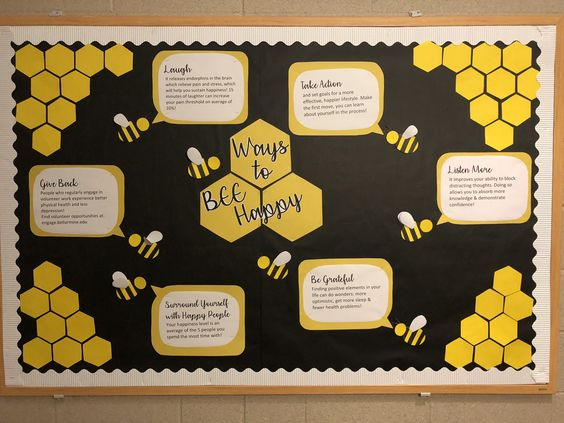 Laugh
It releases endorphins in the brain
which relieve pain and stress, which
will help you sustain happiness! 15
minutes of laughter can increase
your pain threshold on average of
10%!
Take Action
and set goals for a more
effective, happier lifestyle. Make
the first move, you can learn
about yourself in the process!
Ways
to
BEE
Happy
Give Back
People who regularly engage in
volunteer work experience better
physical health and less
depression!
Find volunteer opportunities at:
engage.bellarmine.edu
Listen More
It improves your ability to block
distracting thoughts. Doing so
allows you to absorb more
knowledge & demonstrate
confidence!
Surround Yourself
with Happy People
Your happiness level is an
average of the 5 people you
spend the most time with!
Be Grateful
Finding positive elements in your
life can do wonders: more
optimistic, get more sleep &
fewer health problems!